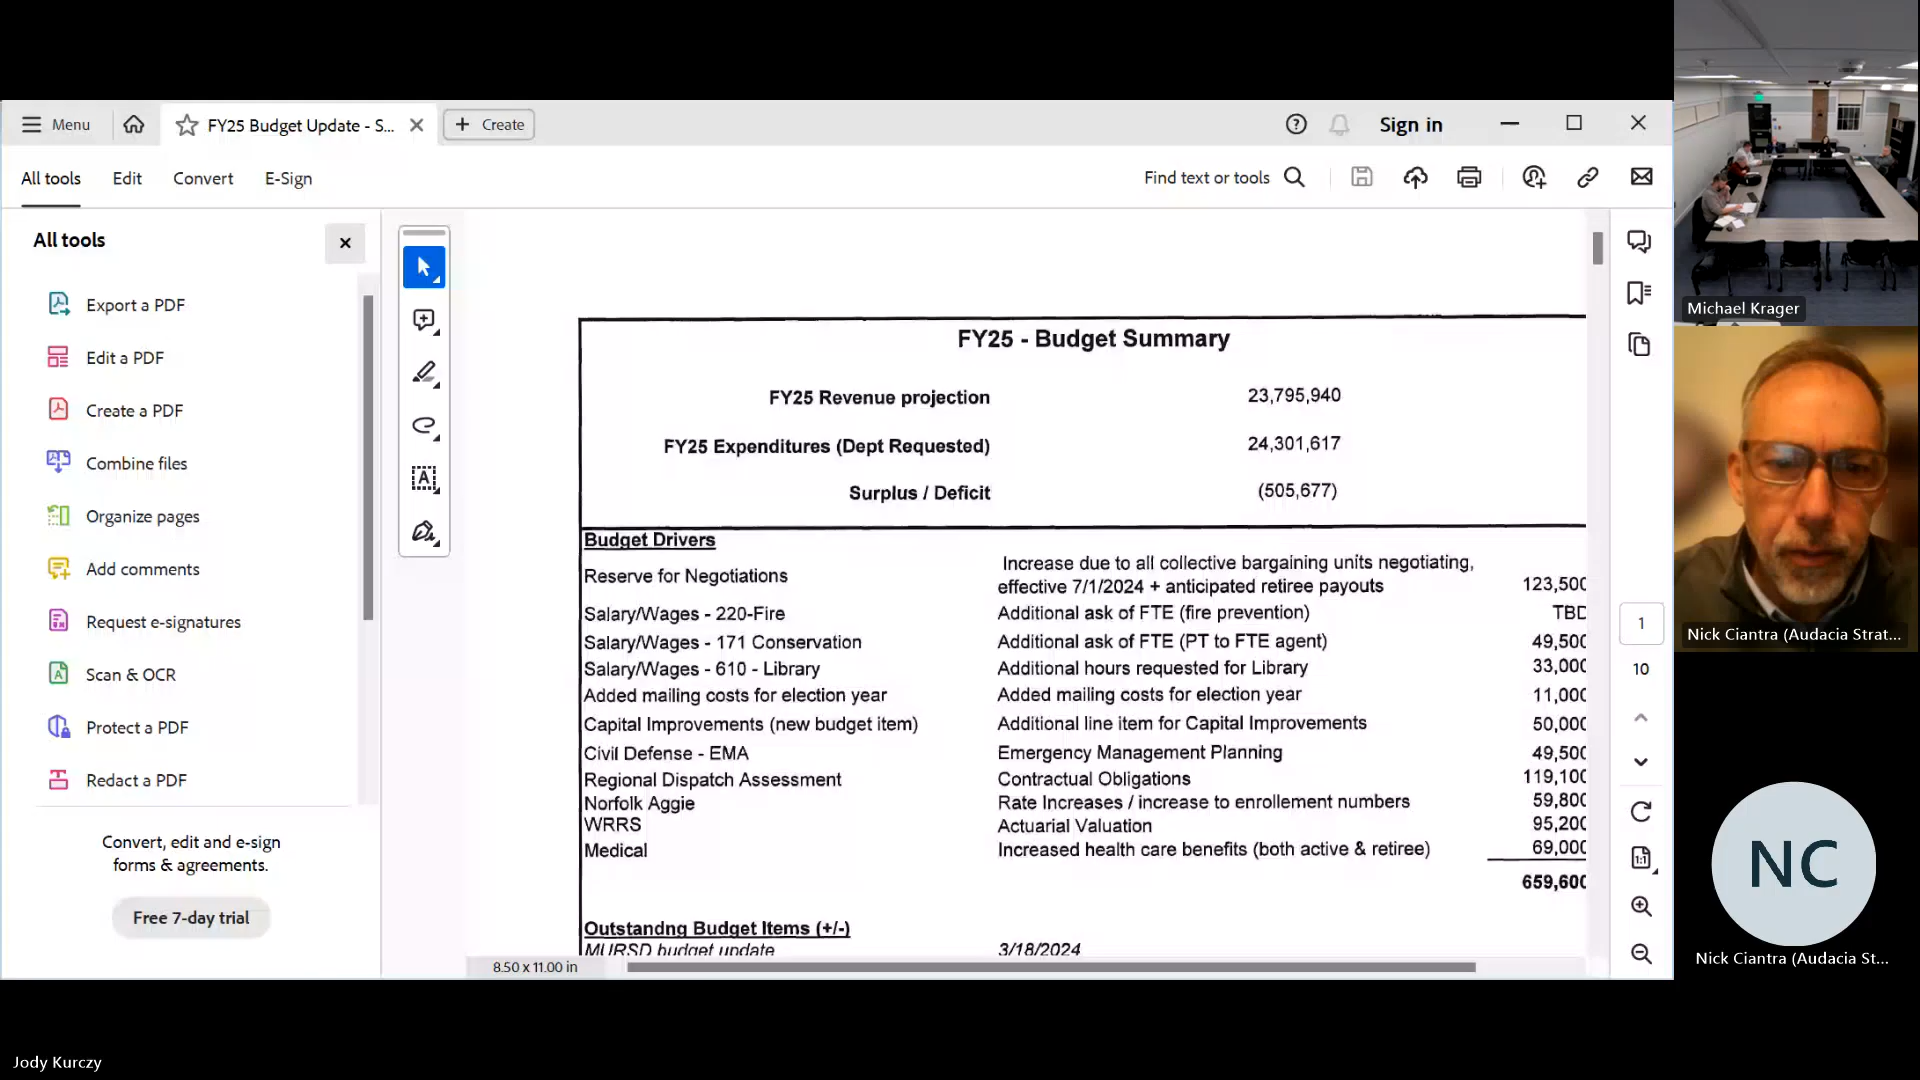 Menu
FY25 Budget Update - S...
Create
Sign in
All tools
Edit
Convert
E-Sign
Find text or tools
All tools
Export a PDF
Edit a PDF
Create a PDF
Combine files
Organize pages
Add comments
Request e-signatures
Scan & OCR
Protect a PDF
Redact a PDF
Convert, edit and e-sign
forms & agreements.
Free 7-day trial
FY25 - Budget Summary
FY25 Revenue projection 23,795,940
FY25 Expenditures (Dept Requested) 24,301,617
Surplus / Deficit (505,677)
Budget Drivers
Reserve for Negotiations Increase due to all collective bargaining units negotiating,
effective 7/1/2024 + anticipated retiree payouts 123,500
Salary/Wages - 220-Fire Additional ask of FTE (fire prevention) TBD
Salary/Wages - 171 Conservation Additional ask of FTE (PT to FTE agent) 49,500
Salary/Wages - 610 - Library Additional hours requested for Library 33,000
Added mailing costs for election year Added mailing costs for election year 11,000
Capital Improvements (new budget item) Additional line item for Capital Improvements 50,000
Civil Defense - EMA Emergency Management Planning 49,500
Regional Dispatch Assessment Contractual Obligations 119,100
Norfolk Aggie Rate Increases / increase to enrollement numbers 59,800
WRRS Actuarial Valuation 95,200
Medical Increased health care benefits (both active & retiree) 69,000
659,600
Outstandng Budget Items (+/-)
MURSD budget update 3/18/2024
8.50 x 11.00 in
1
10
1:1
Michael Krager
Nick Ciantra (Audacia Strat...
NC
Nick Ciantra (Audacia St...
Jody Kurczy